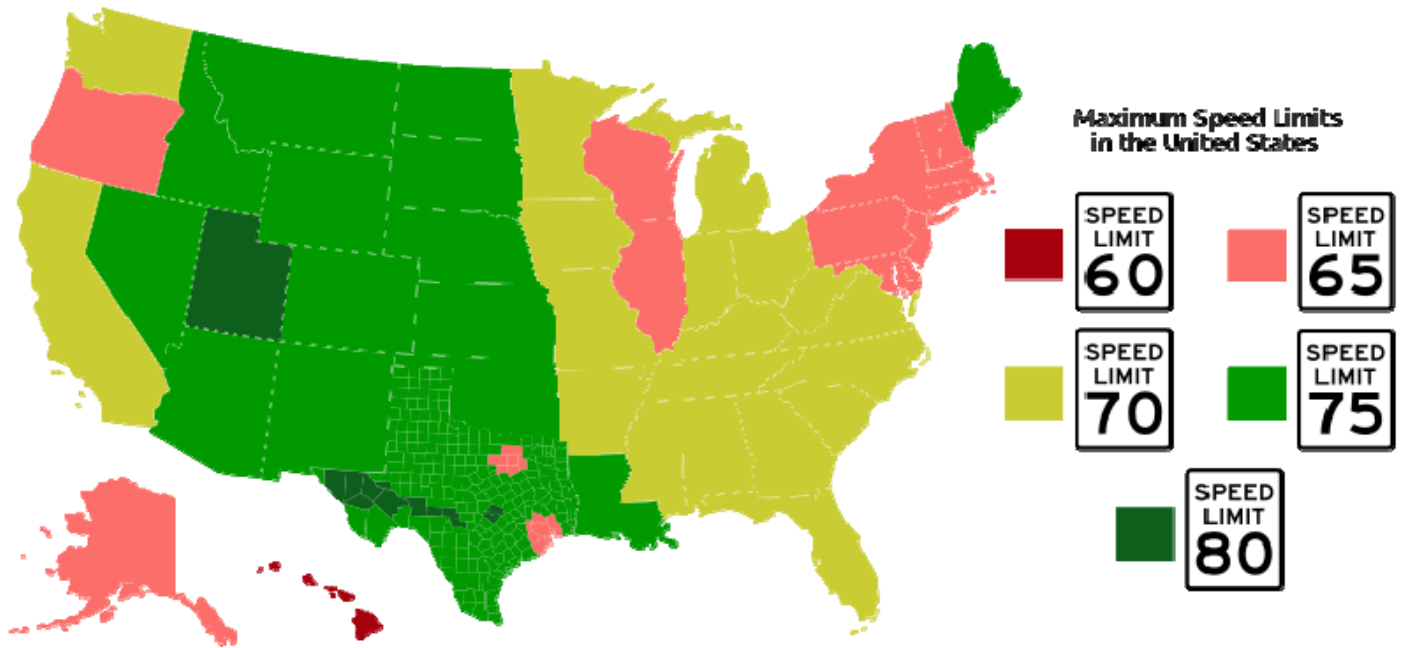 Maximum Speed Limits
in the United States
SPEED
LIMIT
60
SPEED
LIMIT
65
SPEED
LIMIT
70
SPEED
LIMIT
75
SPEED
LIMIT
80